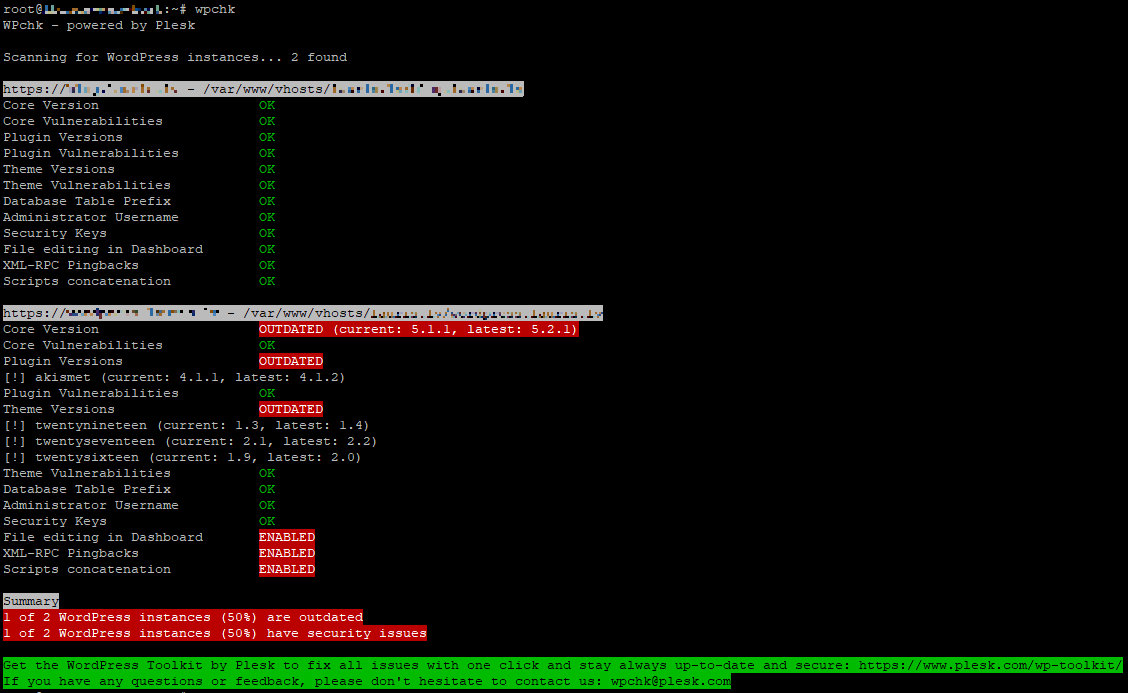 root@ :~# wpchk
WPchk - powered by Plesk
Scanning for WordPress instances... 2 found
https:// - /var/www/vhosts/
Core Version OK
Core Vulnerabilities OK
Plugin Versions OK
Plugin Vulnerabilities OK
Theme Versions OK
Theme Vulnerabilities OK
Database Table Prefix OK
Administrator Username OK
Security Keys OK
File editing in Dashboard OK
XML-RPC Pingbacks OK
Scripts concatenation OK
https:// - /var/www/vhosts/
Core Version OUTDATED (current: 5.1.1, latest: 5.2.1)
Core Vulnerabilities OK
Plugin Versions OUTDATED
[!] akismet (current: 4.1.1, latest: 4.1.2)
Plugin Vulnerabilities OK
Theme Versions OUTDATED
[!] twentynineteen (current: 1.3, latest: 1.4)
[!] twentyseventeen (current: 2.1, latest: 2.2)
[!] twentysixteen (current: 1.9, latest: 2.0)
Theme Vulnerabilities OK
Database Table Prefix OK
Administrator Username OK
Security Keys OK
File editing in Dashboard ENABLED
XML-RPC Pingbacks ENABLED
Scripts concatenation ENABLED
Summary
1 of 2 WordPress instances (50%) are outdated
1 of 2 WordPress instances (50%) have security issues
Get the WordPress Toolkit by Plesk to fix all issues with one click and stay always up-to-date and secure: https://www.plesk.com/wp-toolkit/
If you have any questions or feedback, please don't hesitate to contact us: wpchk@plesk.com